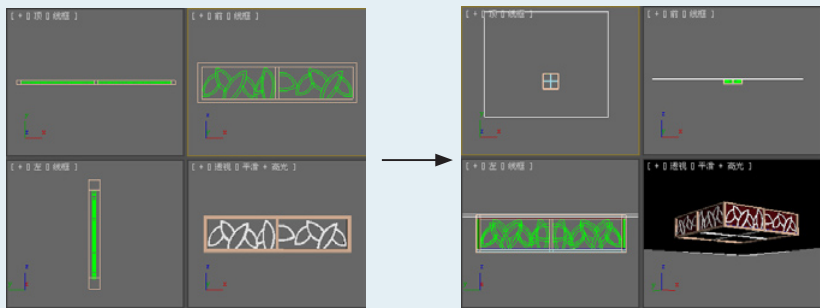 [ + [] 顶 [] 线框 ]
[ + [] 前 [] 线框 ]
[ + [] 左 [] 线框 ]
[ + [] 透视 [] 平滑 + 高光 ]
[ + [] 顶 [] 线框 ]
[ + [] 前 [] 线框 ]
[ + [] 左 [] 线框 ]
[ + [] 透视 [] 平滑 + 高光 ]